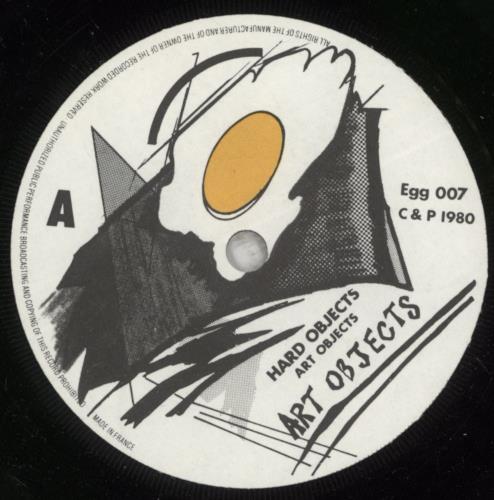 ALL RIGHTS OF THE MANUFACTURER AND OF THE OWNER OF THE RECORDED WORK RESERVED UNAUTHORIZED PUBLIC PERFORMANCE BROADCASTING AND COPYING OF THIS RECORD PROHIBITED
MADE IN FRANCE
A
Egg 007
C & P 1980
HARD OBJECTS
ART OBJECTS
ART OBJECTS